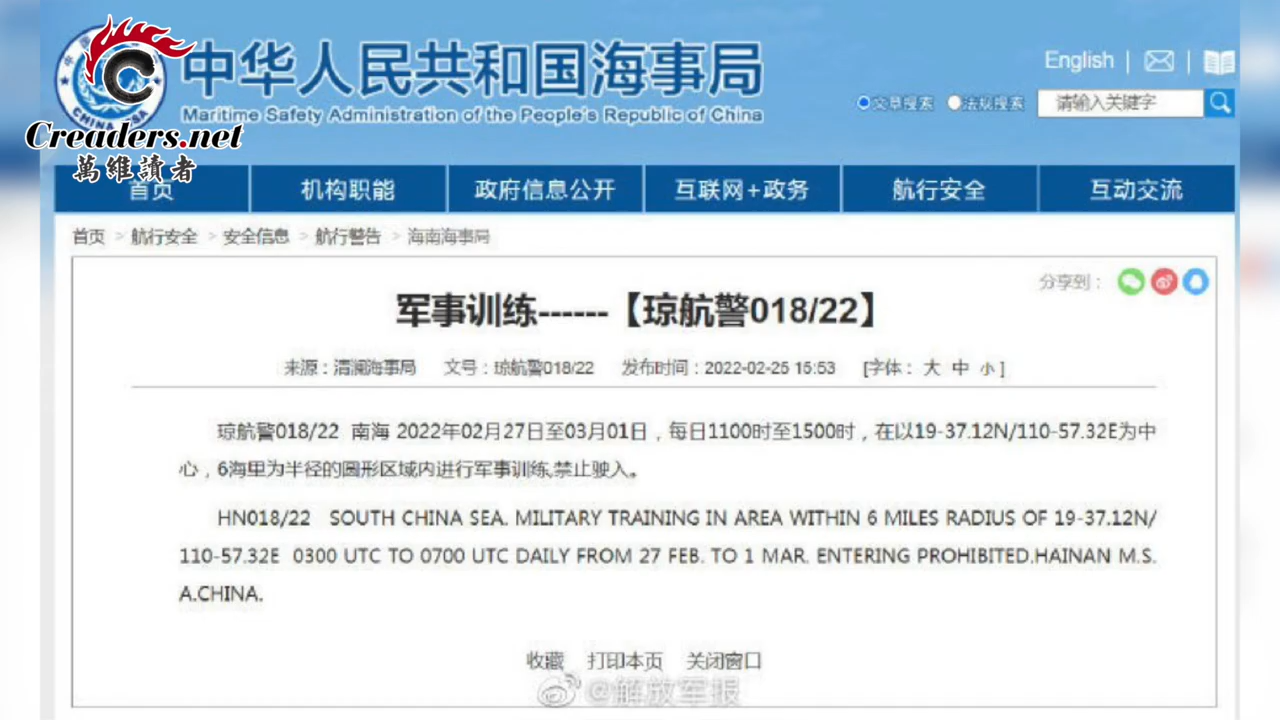 中华人民共和国海事局
Maritime Safety Administration of the People's Republic of China
English
文章搜索 法规搜索 请输入关键字
CHINA MSA
Creaders.net
萬維讀者
首页 机构职能 政府信息公开 互联网+政务 航行安全 互动交流
首页 > 航行安全 > 安全信息 > 航行警告 > 海南海事局
分享到：
军事训练------【琼航警018/22】
来源：清澜海事局 文号：琼航警018/22 发布时间：2022-02-25 15:53 [字体： 大 中 小 ]
琼航警018/22 南海 2022年02月27日至03月01日，每日1100时至1500时，在以19-37.12N/110-57.32E为中
心，6海里为半径的圆形区域内进行军事训练,禁止驶入。
HN018/22 SOUTH CHINA SEA. MILITARY TRAINING IN AREA WITHIN 6 MILES RADIUS OF 19-37.12N/
110-57.32E 0300 UTC TO 0700 UTC DAILY FROM 27 FEB. TO 1 MAR. ENTERING PROHIBITED.HAINAN M.S.
A.CHINA.
收藏 打印本页 关闭窗口
@解放军报